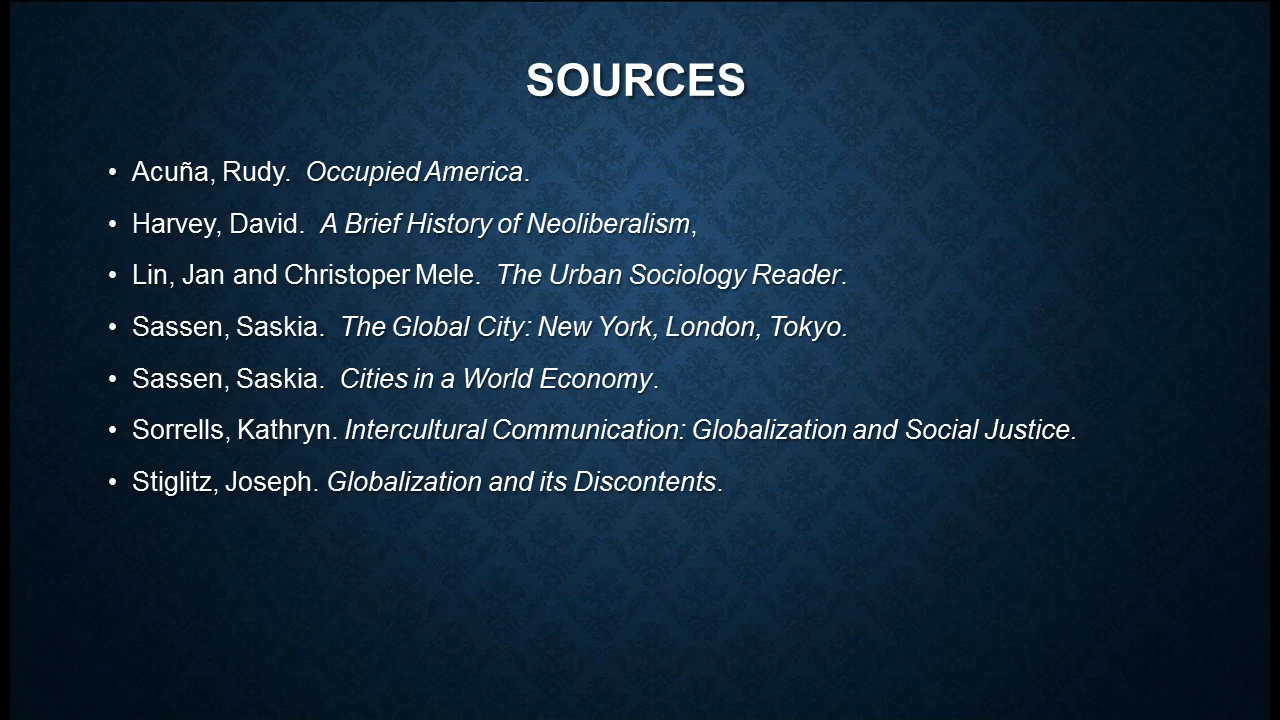 SOURCES
• Acuña, Rudy. Occupied America.
• Harvey, David. A Brief History of Neoliberalism,
• Lin, Jan and Christoper Mele. The Urban Sociology Reader.
• Sassen, Saskia. The Global City: New York, London, Tokyo.
• Sassen, Saskia. Cities in a World Economy.
• Sorrells, Kathryn. Intercultural Communication: Globalization and Social Justice.
• Stiglitz, Joseph. Globalization and its Discontents.